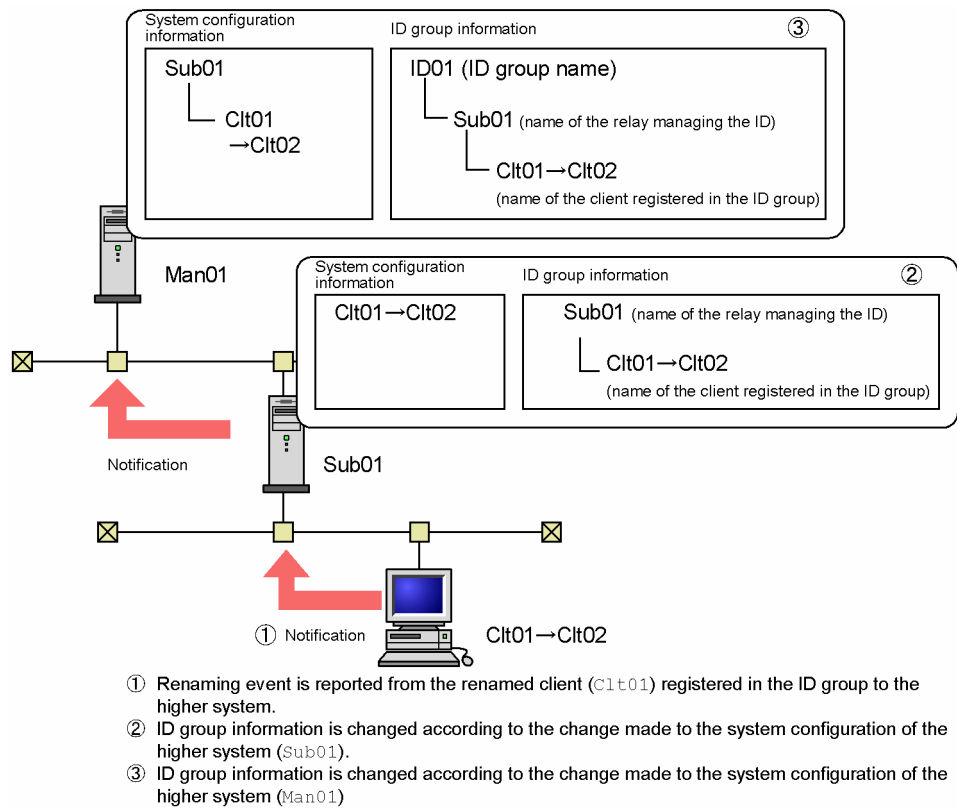 System configuration
information
ID group information
③
Sub01
Clt01
→Clt02
ID01 (ID group name)
Sub01 (name of the relay managing the ID)
Clt01→Clt02
(name of the client registered in the ID group)
Man01
System configuration
information
ID group information
②
Clt01→Clt02
Sub01 (name of the relay managing the ID)
Clt01→Clt02
(name of the client registered in the ID group)
Notification
Sub01
① Notification
Clt01→Clt02
① Renaming event is reported from the renamed client (Clt01) registered in the ID group to the
higher system.
② ID group information is changed according to the change made to the system configuration of the
higher system (Sub01).
③ ID group information is changed according to the change made to the system configuration of the
higher system (Man01)